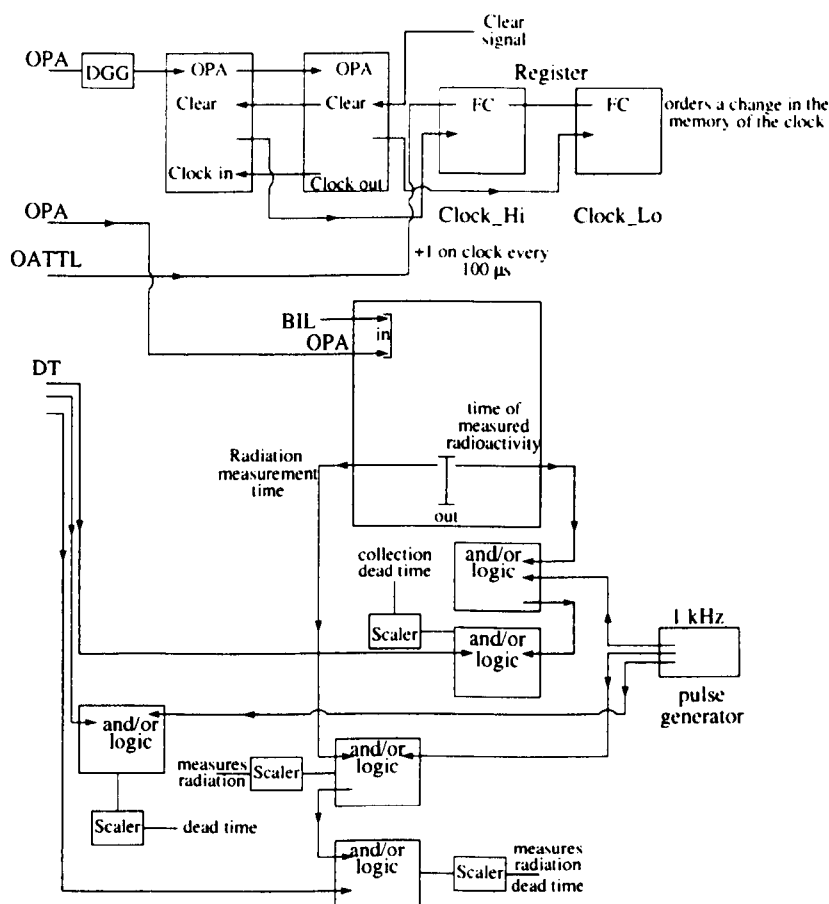 Clear
signal
OPA
DGG
OPA
OPA
Register
Clear
Clear
FC
FC
orders a change in the
memory of the clock
Clock in
Clock out
OPA
Clock_Hi
Clock_Lo
OATTL
+1 on clock every
100 µs
BIL
in
OPA
DT
time of
measured
radioactivity
Radiation
measurement
time
out
collection
dead time
and/or
logic
1 kHz
Scaler
and/or
logic
pulse
generator
and/or
logic
and/or
logic
measures
radiation
Scaler
Scaler
dead time
and/or
logic
Scaler
measures
radiation
dead time